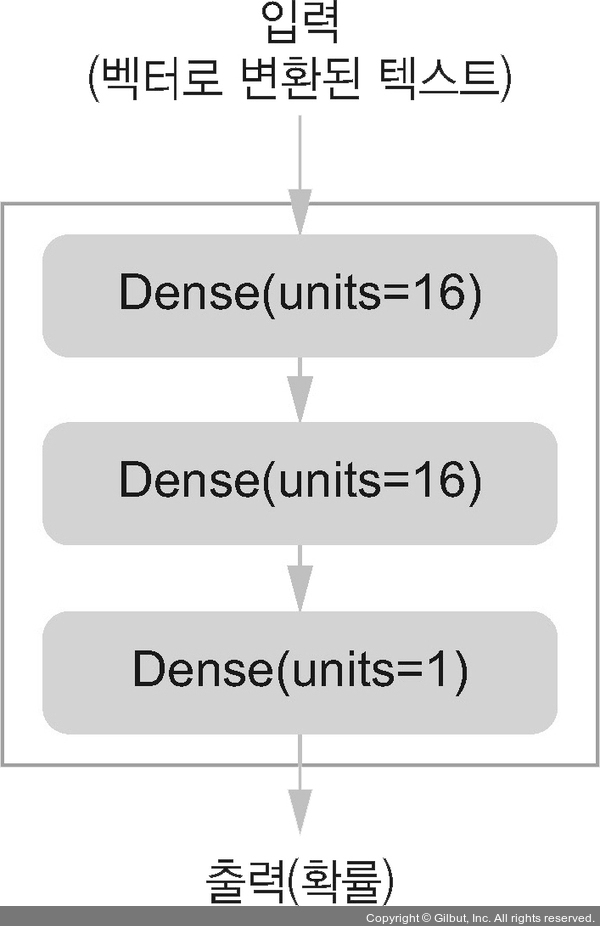 입력
(벡터로 변환된 텍스트)
Dense(units=16)
Dense(units=16)
Dense(units=1)
출력(확률)
Copyright © Gilbut, Inc. All rights reserved.